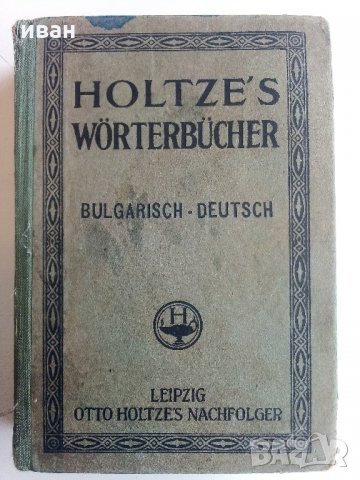 иван
HOLTZE'S
WÖRTERBÜCHER
BULGARISCH - DEUTSCH
H
LEIPZIG
OTTO HOLTZE'S NACHFOLGER
BAZAR